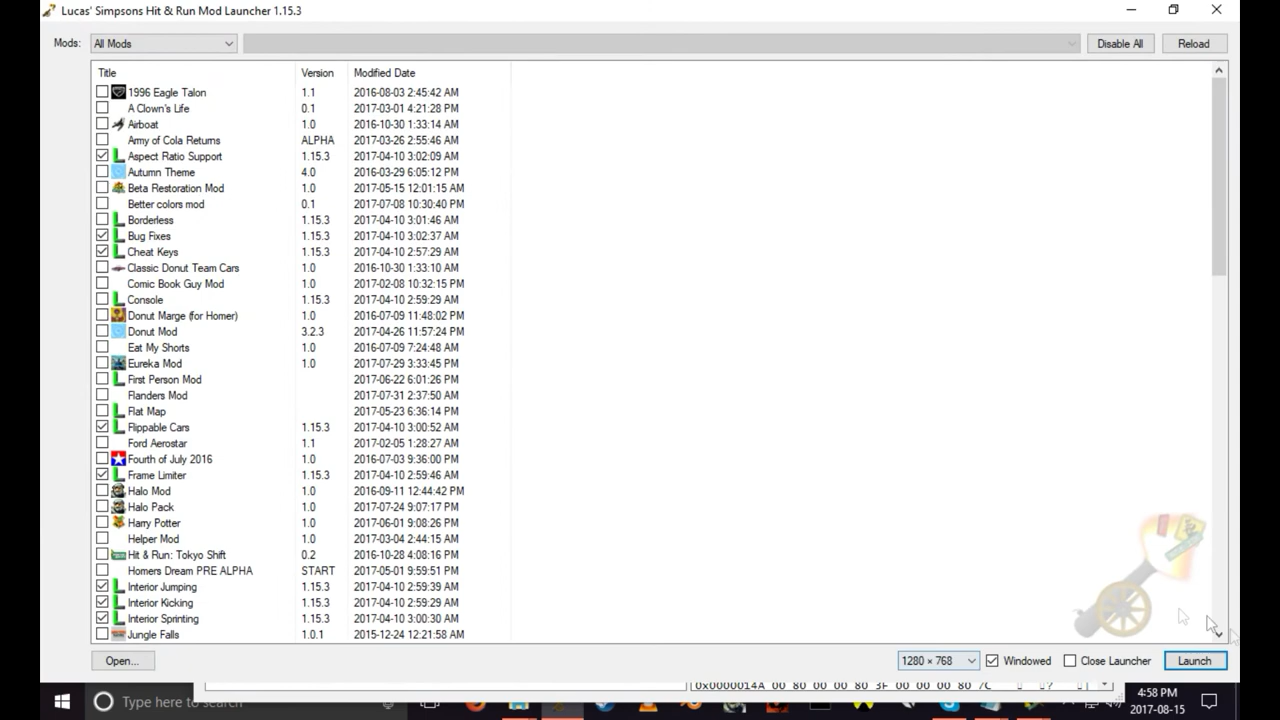 Lucas' Simpsons Hit & Run Mod Launcher 1.15.3
Mods: All Mods Disable All Reload
Title Version Modified Date
1996 Eagle Talon 1.1 2016-08-03 2:45:42 AM
A Clown's Life 0.1 2017-03-01 4:21:28 PM
Airboat 1.0 2016-10-30 1:33:14 AM
Army of Cola Returns ALPHA 2017-03-26 2:55:46 AM
Aspect Ratio Support 1.15.3 2017-04-10 3:02:09 AM
Autumn Theme 4.0 2016-03-29 6:05:12 PM
Beta Restoration Mod 1.0 2017-05-15 12:01:15 AM
Better colors mod 0.1 2017-07-08 10:30:40 PM
Borderless 1.15.3 2017-04-10 3:01:46 AM
Bug Fixes 1.15.3 2017-04-10 3:02:37 AM
Cheat Keys 1.15.3 2017-04-10 2:57:29 AM
Classic Donut Team Cars 1.0 2016-10-30 1:33:10 AM
Comic Book Guy Mod 1.0 2017-02-08 10:32:15 PM
Console 1.15.3 2017-04-10 2:59:29 AM
Donut Marge (for Homer) 1.0 2016-07-09 11:48:02 PM
Donut Mod 3.2.3 2017-04-26 11:57:24 PM
Eat My Shorts 1.0 2016-07-09 7:24:48 AM
Eureka Mod 1.0 2017-07-29 3:33:45 PM
First Person Mod 2017-06-22 6:01:26 PM
Flanders Mod 2017-07-31 2:37:50 AM
Flat Map 2017-05-23 6:36:14 PM
Flippable Cars 1.15.3 2017-04-10 3:00:52 AM
Ford Aerostar 1.1 2017-02-05 1:28:27 AM
Fourth of July 2016 1.0 2016-07-03 9:36:00 PM
Frame Limiter 1.15.3 2017-04-10 2:59:46 AM
Halo Mod 1.0 2016-09-11 12:44:42 PM
Halo Pack 1.0 2017-07-24 9:07:17 PM
Harry Potter 1.0 2017-06-01 9:08:26 PM
Helper Mod 1.0 2017-03-04 2:44:15 AM
Hit & Run: Tokyo Shift 0.2 2016-10-28 4:08:16 PM
Homers Dream PRE ALPHA START 2017-05-01 9:59:51 PM
Interior Jumping 1.15.3 2017-04-10 2:59:39 AM
Interior Kicking 1.15.3 2017-04-10 2:59:29 AM
Interior Sprinting 1.15.3 2017-04-10 3:00:30 AM
Jungle Falls 1.0.1 2015-12-24 12:21:58 AM
Open... 1280 × 768 Windowed Close Launcher Launch
0x0000014A 00 80 00 00 80 3F 00 00 00 80 7C
Type here to search 4:58 PM
2017-08-15